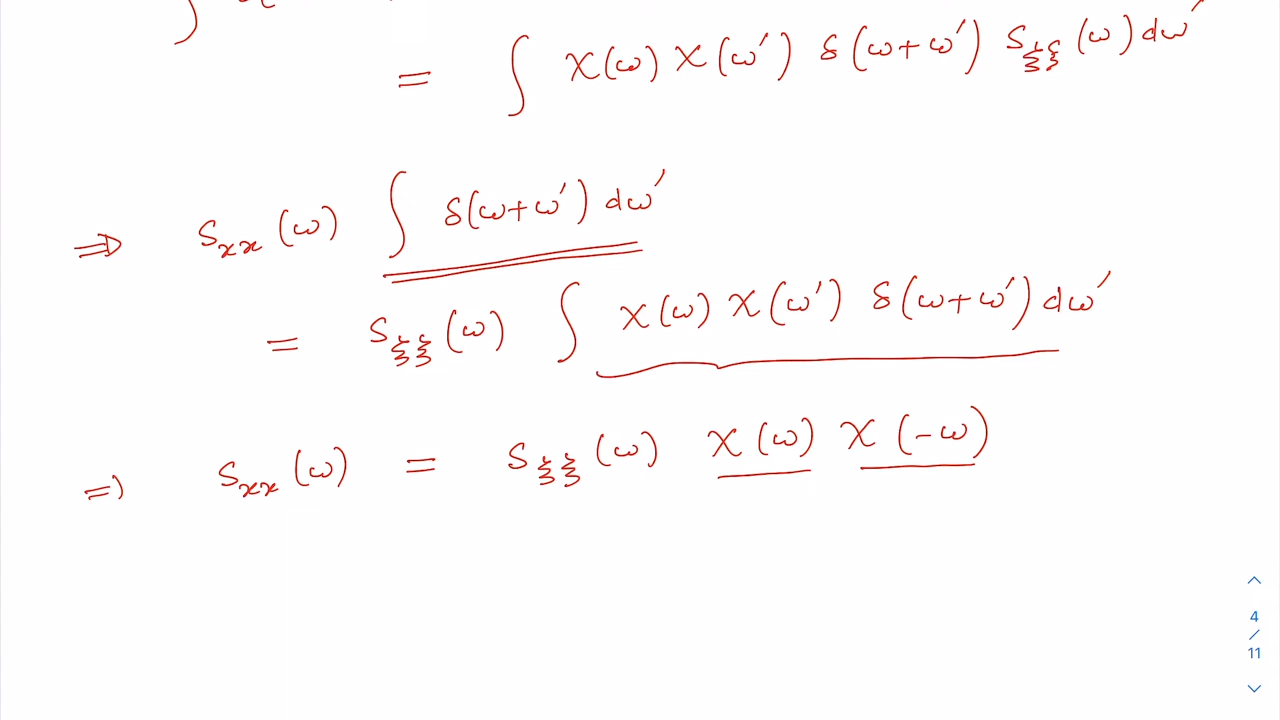 = ∫ χ(ω) χ(ω′) δ(ω+ω′) S_ξξ (ω) dω′
⇒ S_xx (ω) ∫ δ(ω+ω′) dω′
= S_ξξ (ω) ∫ χ(ω) χ(ω′) δ(ω+ω′) dω′
⇒ S_xx (ω) = S_ξξ (ω) χ(ω) χ(-ω)
4
/
11